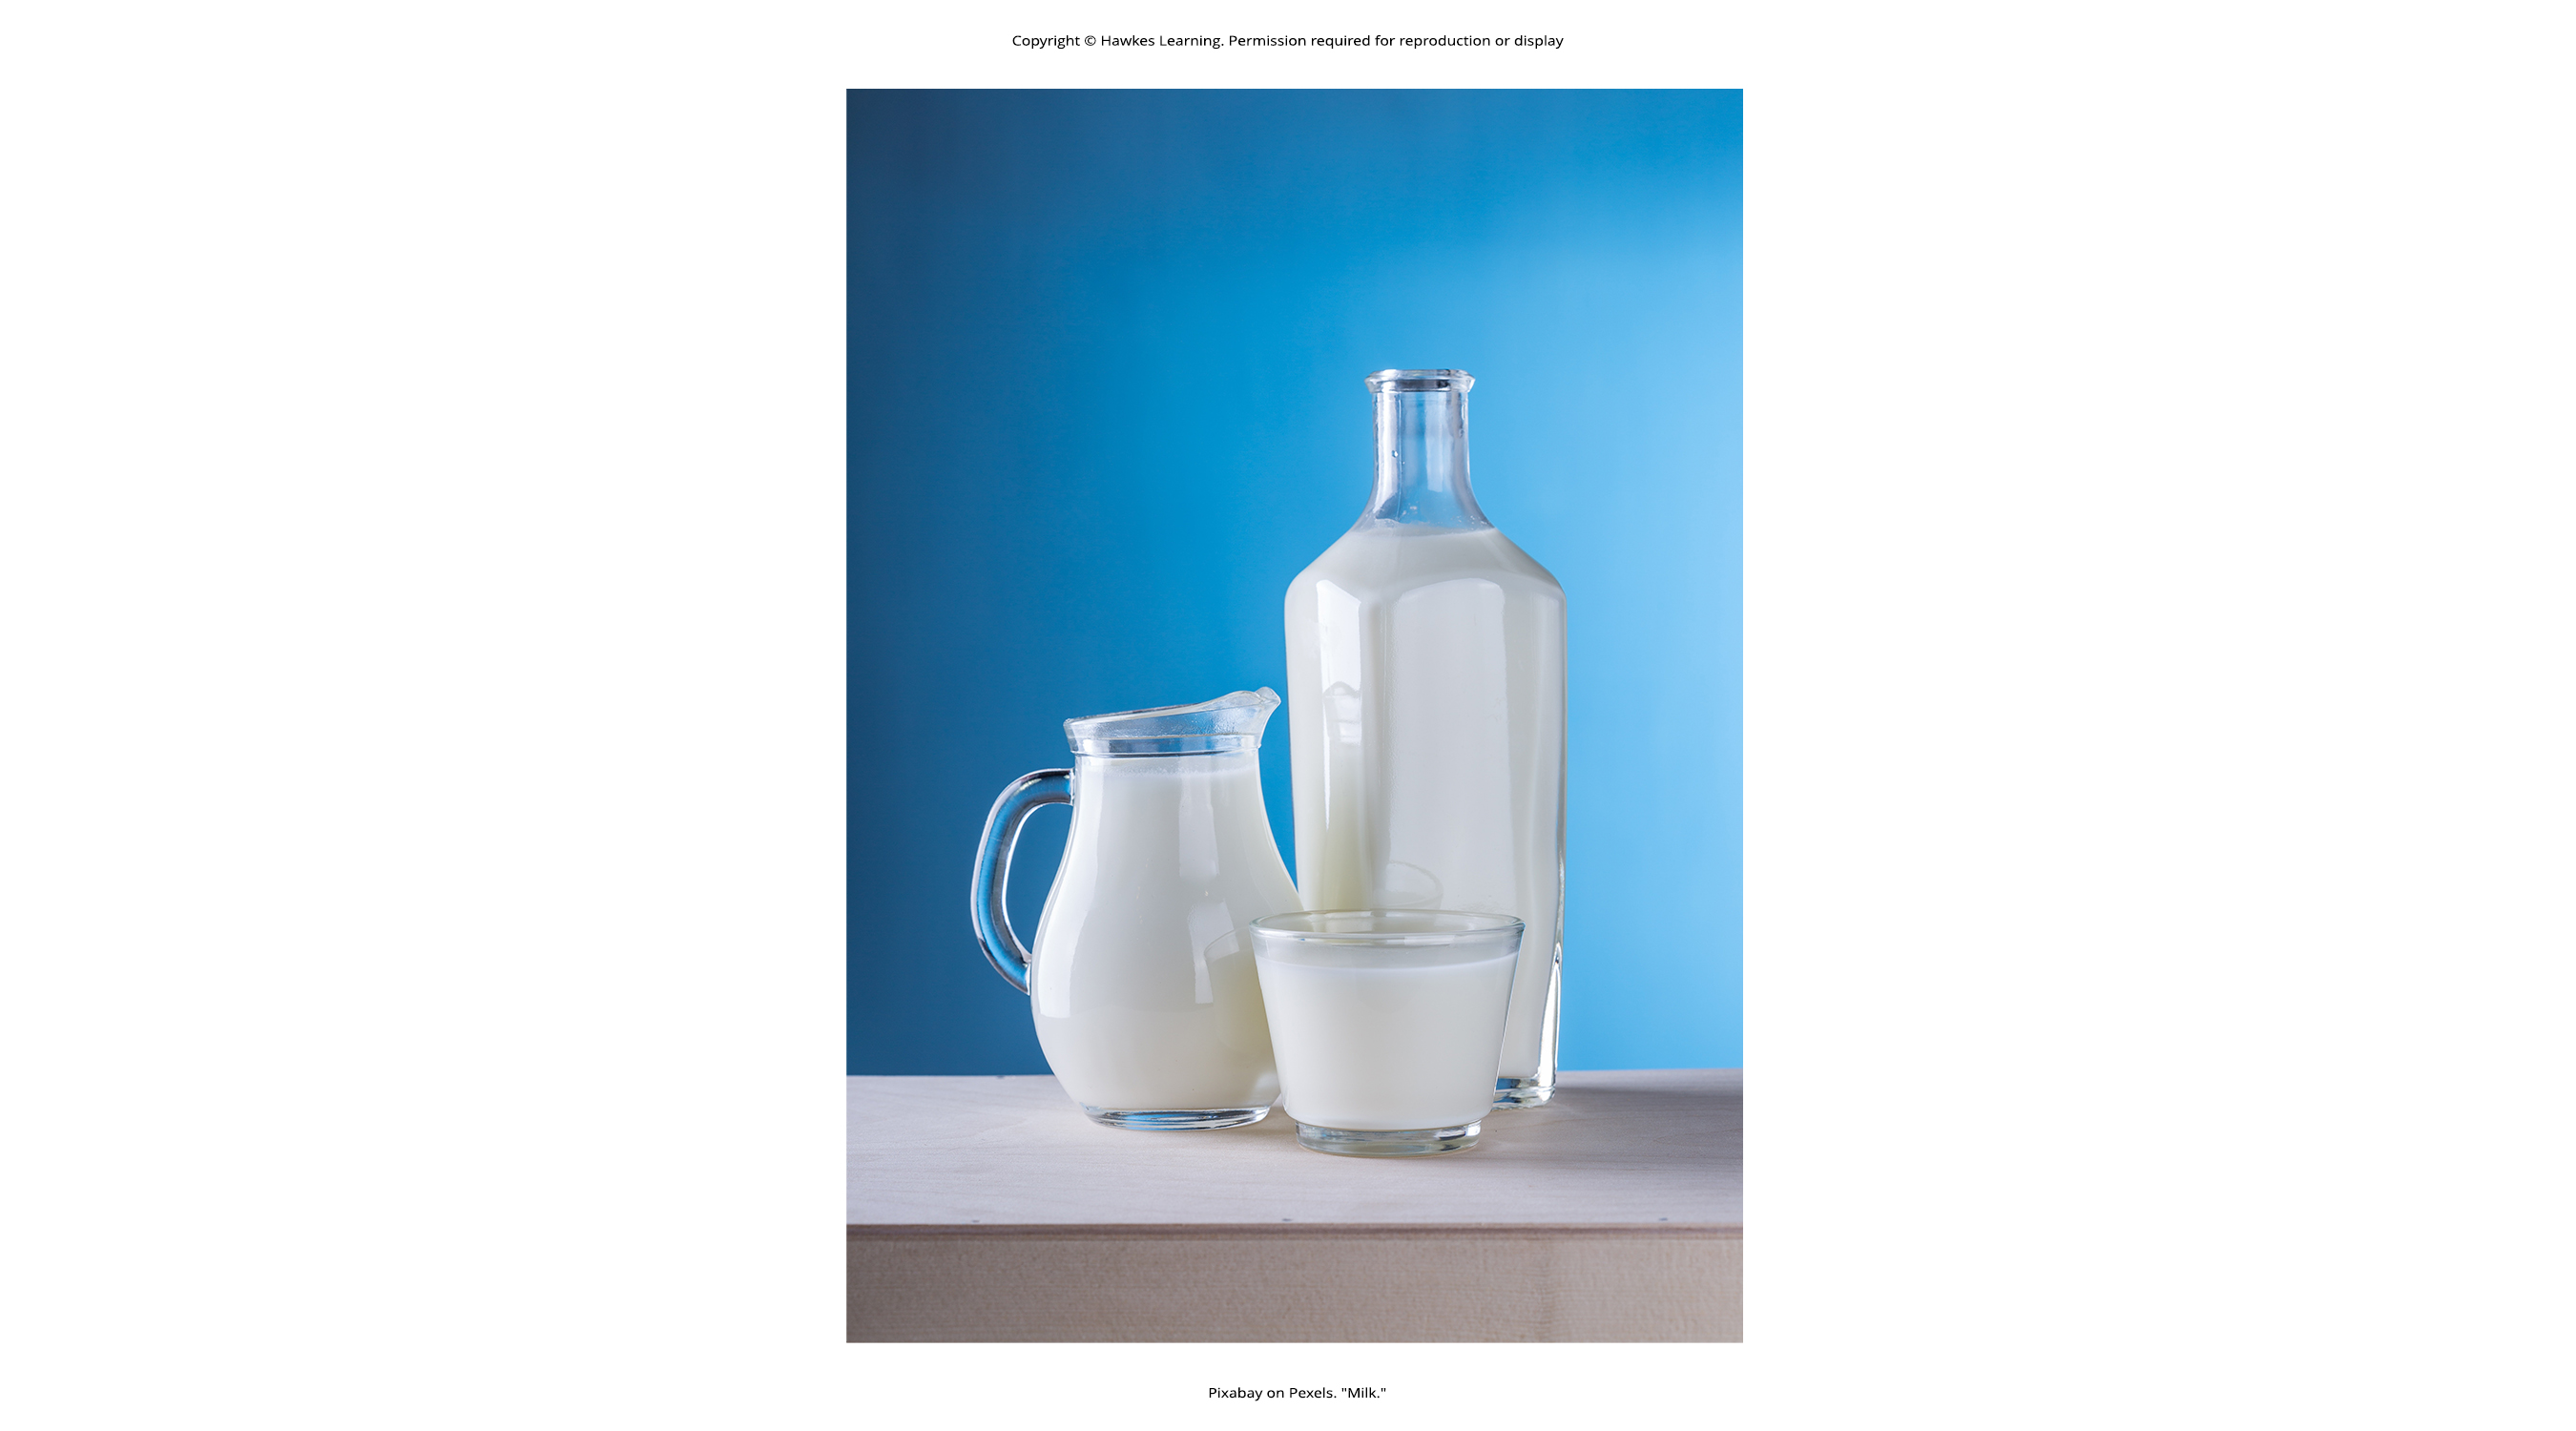 Copyright © Hawkes Learning. Permission required for reproduction or display
Pixabay on Pexels. "Milk."